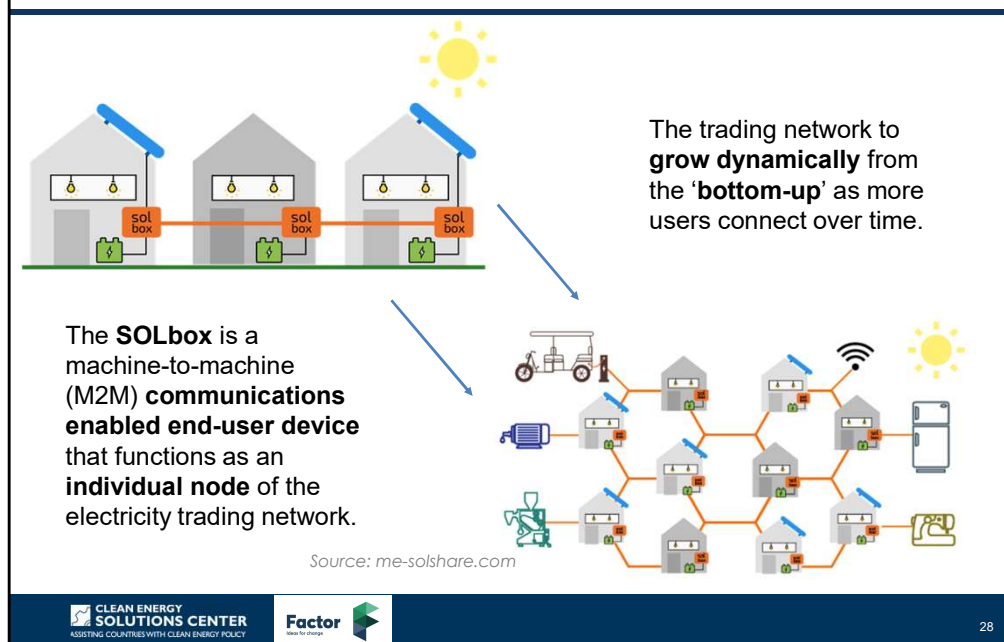 sol
box
sol
box
sol
box
The trading network to
grow dynamically from
the ‘bottom-up’ as more
users connect over time.
The SOLbox is a
machine-to-machine
(M2M) communications
enabled end-user device
that functions as an
individual node of the
electricity trading network.
Source: me-solshare.com
CLEAN ENERGY
SOLUTIONS CENTER
ASSISTING COUNTRIES WITH CLEAN ENERGY POLICY
Factor
Ideas for change
28